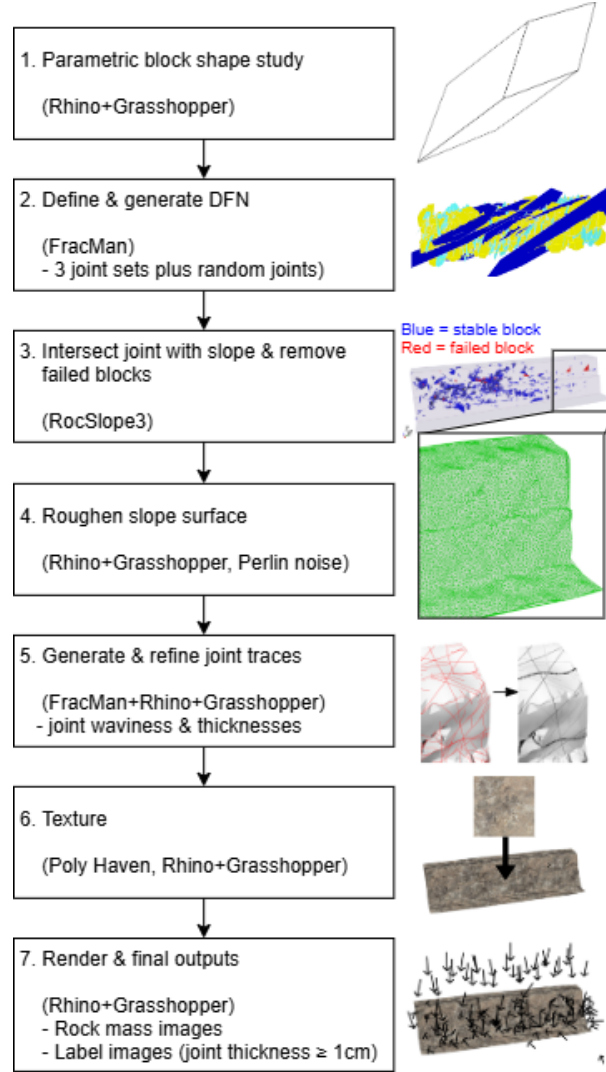 1. Parametric block shape study
(Rhino+Grasshopper)
2. Define & generate DFN
(FracMan)
- 3 joint sets plus random joints)
3. Intersect joint with slope & remove
failed blocks
(RocSlope3)
Blue = stable block
Red = failed block
4. Roughen slope surface
(Rhino+Grasshopper, Perlin noise)
5. Generate & refine joint traces
(FracMan+Rhino+Grasshopper)
- joint waviness & thicknesses
6. Texture
(Poly Haven, Rhino+Grasshopper)
7. Render & final outputs
(Rhino+Grasshopper)
- Rock mass images
- Label images (joint thickness ≥ 1cm)